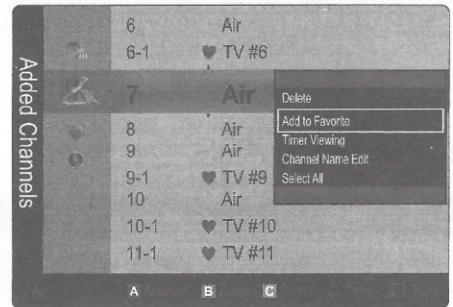 Added Channels
6 Air
6-1 ♥ TV #6
7 Air
8 Air
9 Air
9-1 ♥ TV #9
10 Air
10-1 ♥ TV #10
11-1 ♥ TV #11
Delete
Add to Favorite
Timer Viewing
Channel Name Edit
Select All
A B C